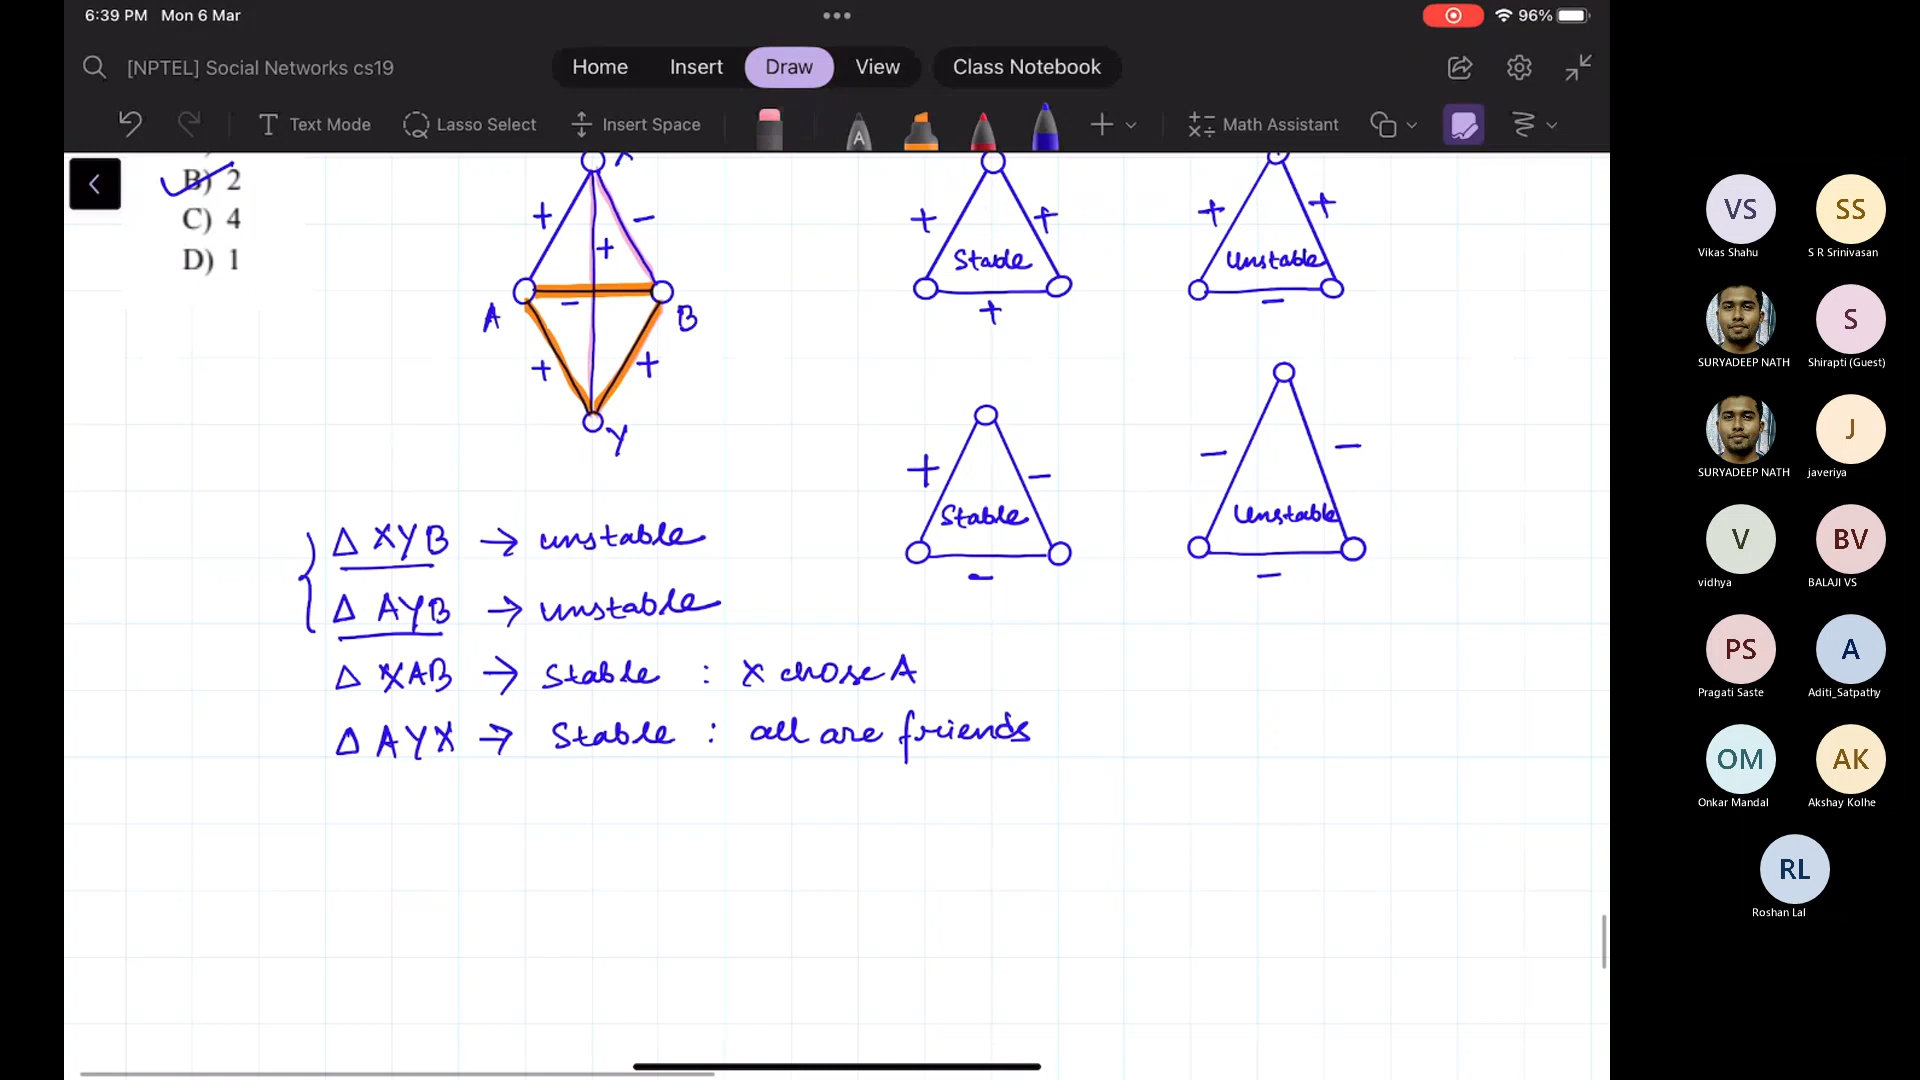 6:39 PM Mon 6 Mar
96%
[NPTEL] Social Networks cs19
Home Insert Draw View Class Notebook
Text Mode Lasso Select Insert Space A Math Assistant
B) 2
C) 4
D) 1
X
+ -
+
-
A B
+ +
Y
+ +
Stable
+
+ +
Unstable
-
+ -
Stable
-
- -
Unstable
-
Δ XYB → unstable
Δ AYB → unstable
Δ XAB → Stable : X chose A
Δ AYX → Stable : all are friends
VS SS
Vikas Shahu S R Srinivasan
S
SURYADEEP NATH Shirapti (Guest)
J
SURYADEEP NATH javeriya
V BV
vidhya BALAJI VS
PS A
Pragati Saste Aditi_Satpathy
OM AK
Onkar Mandal Akshay Kolhe
RL
Roshan Lal